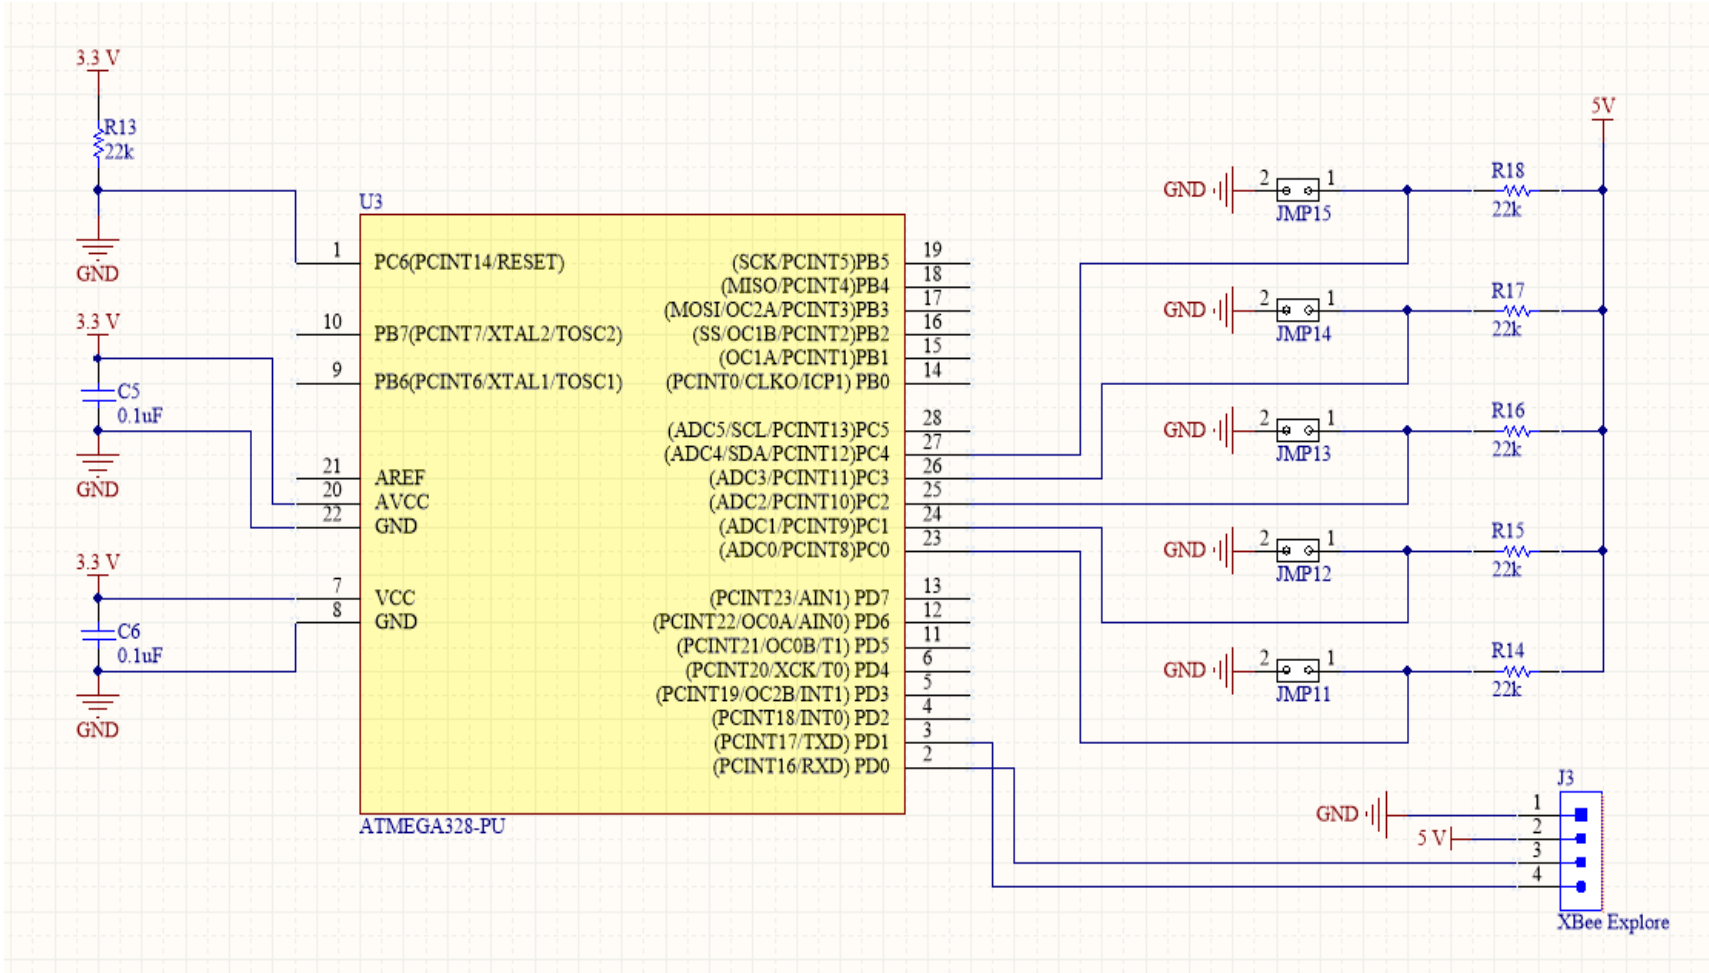 3.3 V
R13
22k
GND
3.3 V
C5
0.1uF
GND
3.3 V
C6
0.1uF
GND
U3
1 PC6(PCINT14/RESET)
10 PB7(PCINT7/XTAL2/TOSC2)
9 PB6(PCINT6/XTAL1/TOSC1)
21 AREF
20 AVCC
22 GND
7 VCC
8 GND
(SCK/PCINT5)PB5 19
(MISO/PCINT4)PB4 18
(MOSI/OC2A/PCINT3)PB3 17
(SS/OC1B/PCINT2)PB2 16
(OC1A/PCINT1)PB1 15
(PCINT0/CLKO/ICP1) PB0 14
(ADC5/SCL/PCINT13)PC5 28
(ADC4/SDA/PCINT12)PC4 27
(ADC3/PCINT11)PC3 26
(ADC2/PCINT10)PC2 25
(ADC1/PCINT9)PC1 24
(ADC0/PCINT8)PC0 23
(PCINT23/AIN1) PD7 13
(PCINT22/OC0A/AIN0) PD6 12
(PCINT21/OC0B/T1) PD5 11
(PCINT20/XCK/T0) PD4 6
(PCINT19/OC2B/INT1) PD3 5
(PCINT18/INT0) PD2 4
(PCINT17/TXD) PD1 3
(PCINT16/RXD) PD0 2
ATMEGA328-PU
5V
GND 2 1 R18
JMP15 22k
GND 2 1 R17
JMP14 22k
GND 2 1 R16
JMP13 22k
GND 2 1 R15
JMP12 22k
GND 2 1 R14
JMP11 22k
J3
GND 1
5 V 2
3
4
XBee Explore